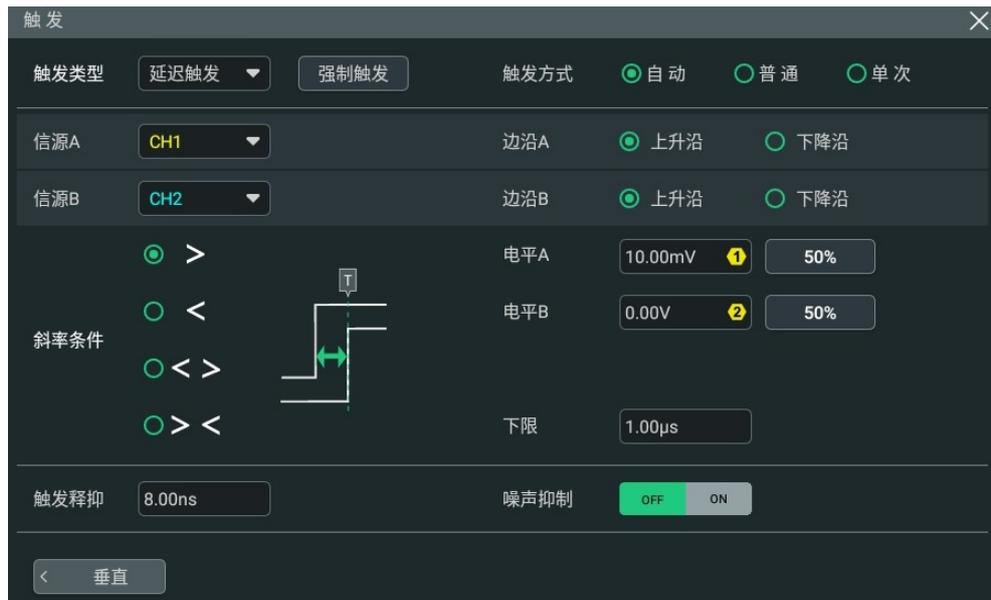 触 发
触发类型 延迟触发 强制触发 触发方式 自动 普通 单次
信源A CH1 边沿A 上升沿 下降沿
信源B CH2 边沿B 上升沿 下降沿
> 电平A 10.00mV 1 50%
T
< 电平B 0.00V 2 50%
斜率条件
< >
> < 下限 1.00μs
触发释抑 8.00ns 噪声抑制 OFF ON
< 垂直